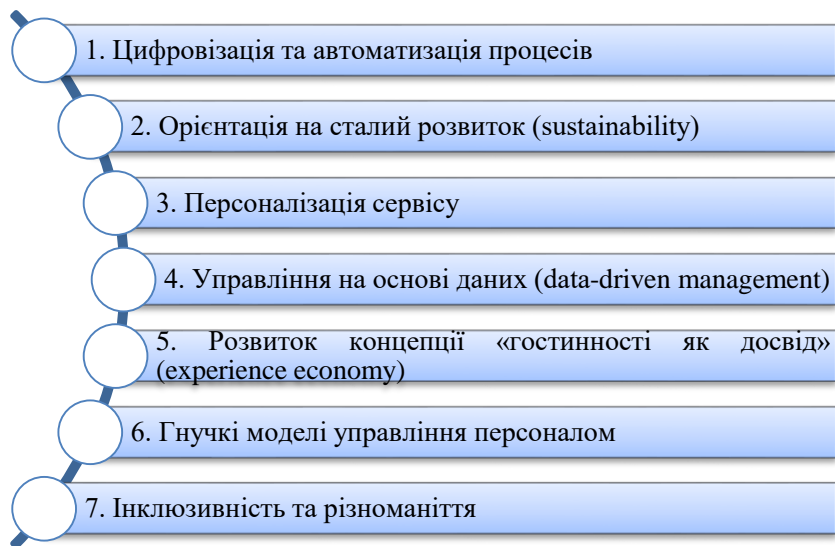 1. Цифровізація та автоматизація процесів
2. Орієнтація на сталий розвиток (sustainability)
3. Персоналізація сервісу
4. Управління на основі даних (data-driven management)
5. Розвиток концепції «гостинності як досвід»
(experience economy)
6. Гнучкі моделі управління персоналом
7. Інклюзивність та різноманіття